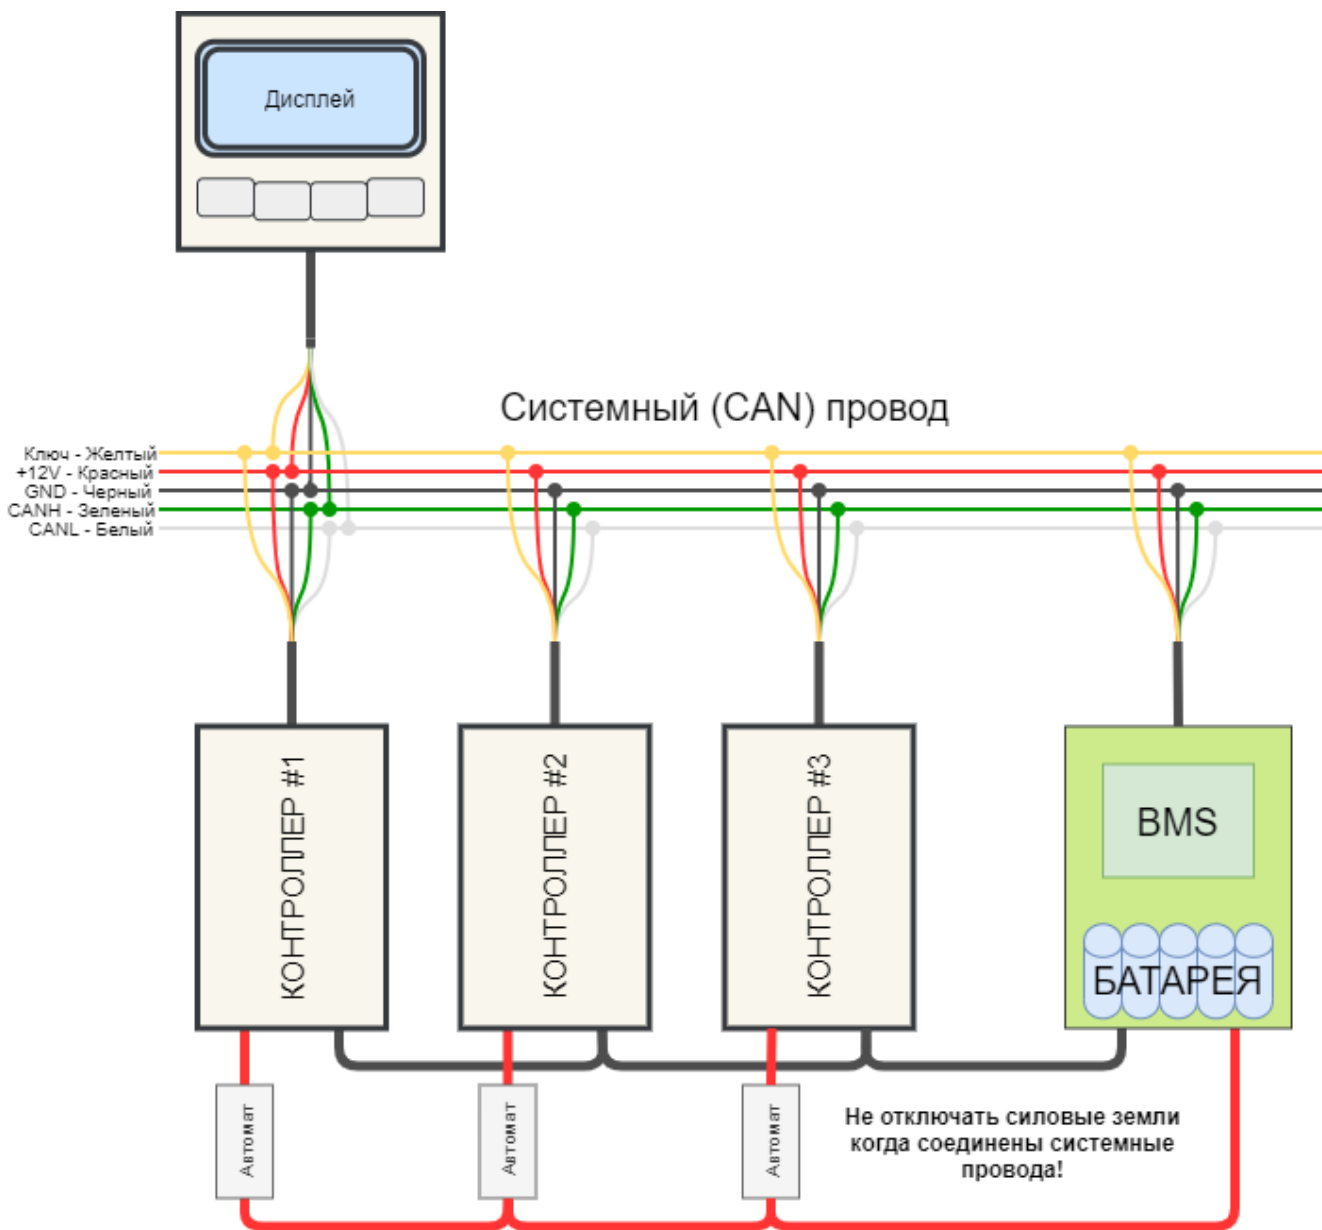 Дисплей
Системный (CAN) провод
Ключ - Желтый
+12V - Красный
GND - Черный
CANH - Зеленый
CANL - Белый
КОНТРОЛЛЕР #1
КОНТРОЛЛЕР #2
КОНТРОЛЛЕР #3
BMS
БАТАРЕЯ
Автомат
Автомат
Автомат
Не отключать силовые земли
когда соединены системные
провода!